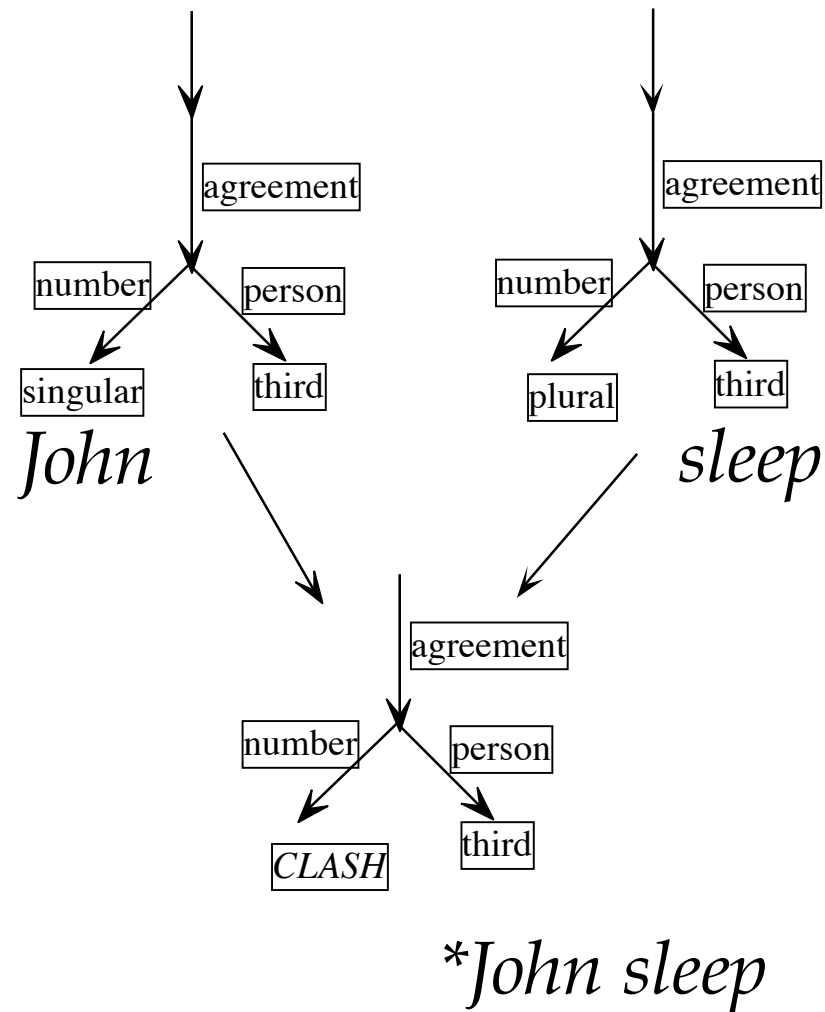 agreement
number
person
singular
third
John
agreement
number
person
plural
third
sleep
agreement
number
person
CLASH
third
*John sleep